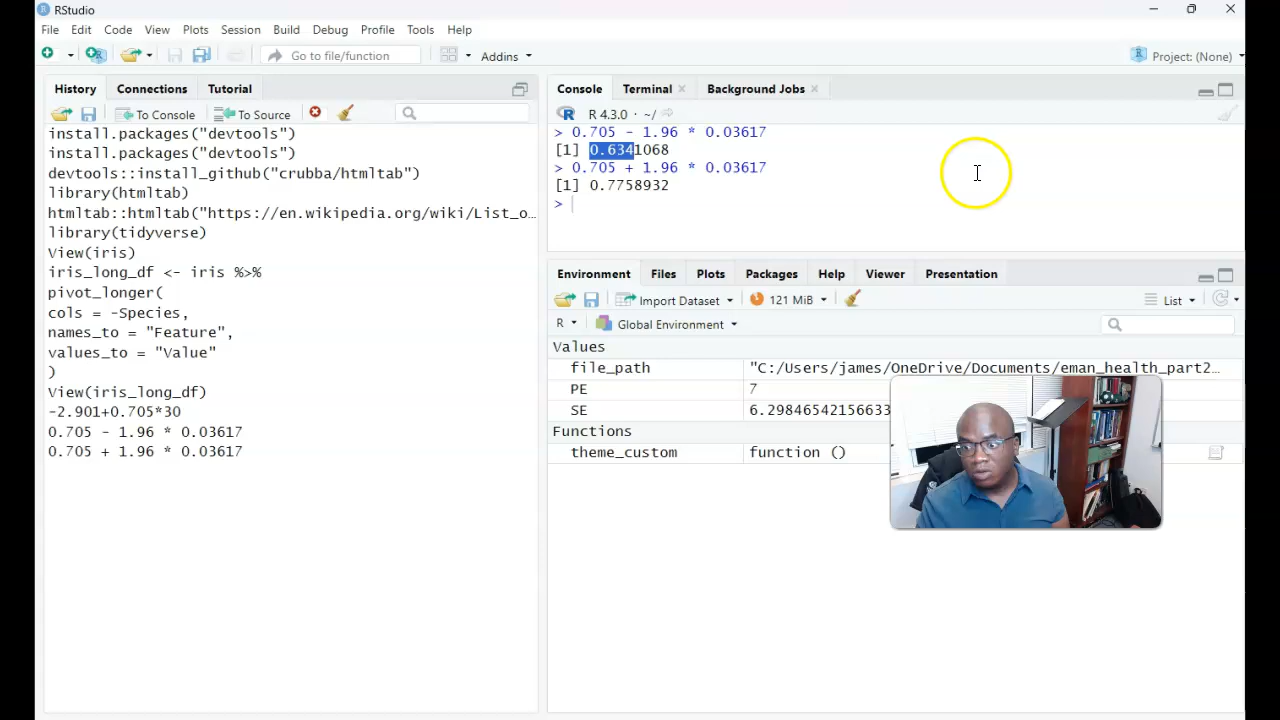 RStudio
File Edit Code View Plots Session Build Debug Profile Tools Help
Go to file/function Addins Project: (None)
History Connections Tutorial
To Console To Source
install.packages("devtools")
install.packages("devtools")
devtools::install_github("crubba/htmltab")
library(htmltab)
htmltab::htmltab("https://en.wikipedia.org/wiki/List_o…
library(tidyverse)
View(iris)
iris_long_df <- iris %>%
pivot_longer(
cols = -Species,
names_to = "Feature",
values_to = "Value"
)
View(iris_long_df)
-2.901+0.705*30
0.705 - 1.96 * 0.03617
0.705 + 1.96 * 0.03617
Console Terminal Background Jobs
R 4.3.0 · ~/
> 0.705 - 1.96 * 0.03617
[1] 0.6341068
> 0.705 + 1.96 * 0.03617
[1] 0.7758932
>
Environment Files Plots Packages Help Viewer Presentation
Import Dataset 121 MiB List
R Global Environment
Values
file_path "C:/Users/james/OneDrive/Documents/eman_health_part2…
PE 7
SE 6.29846542156633
Functions
theme_custom function ()